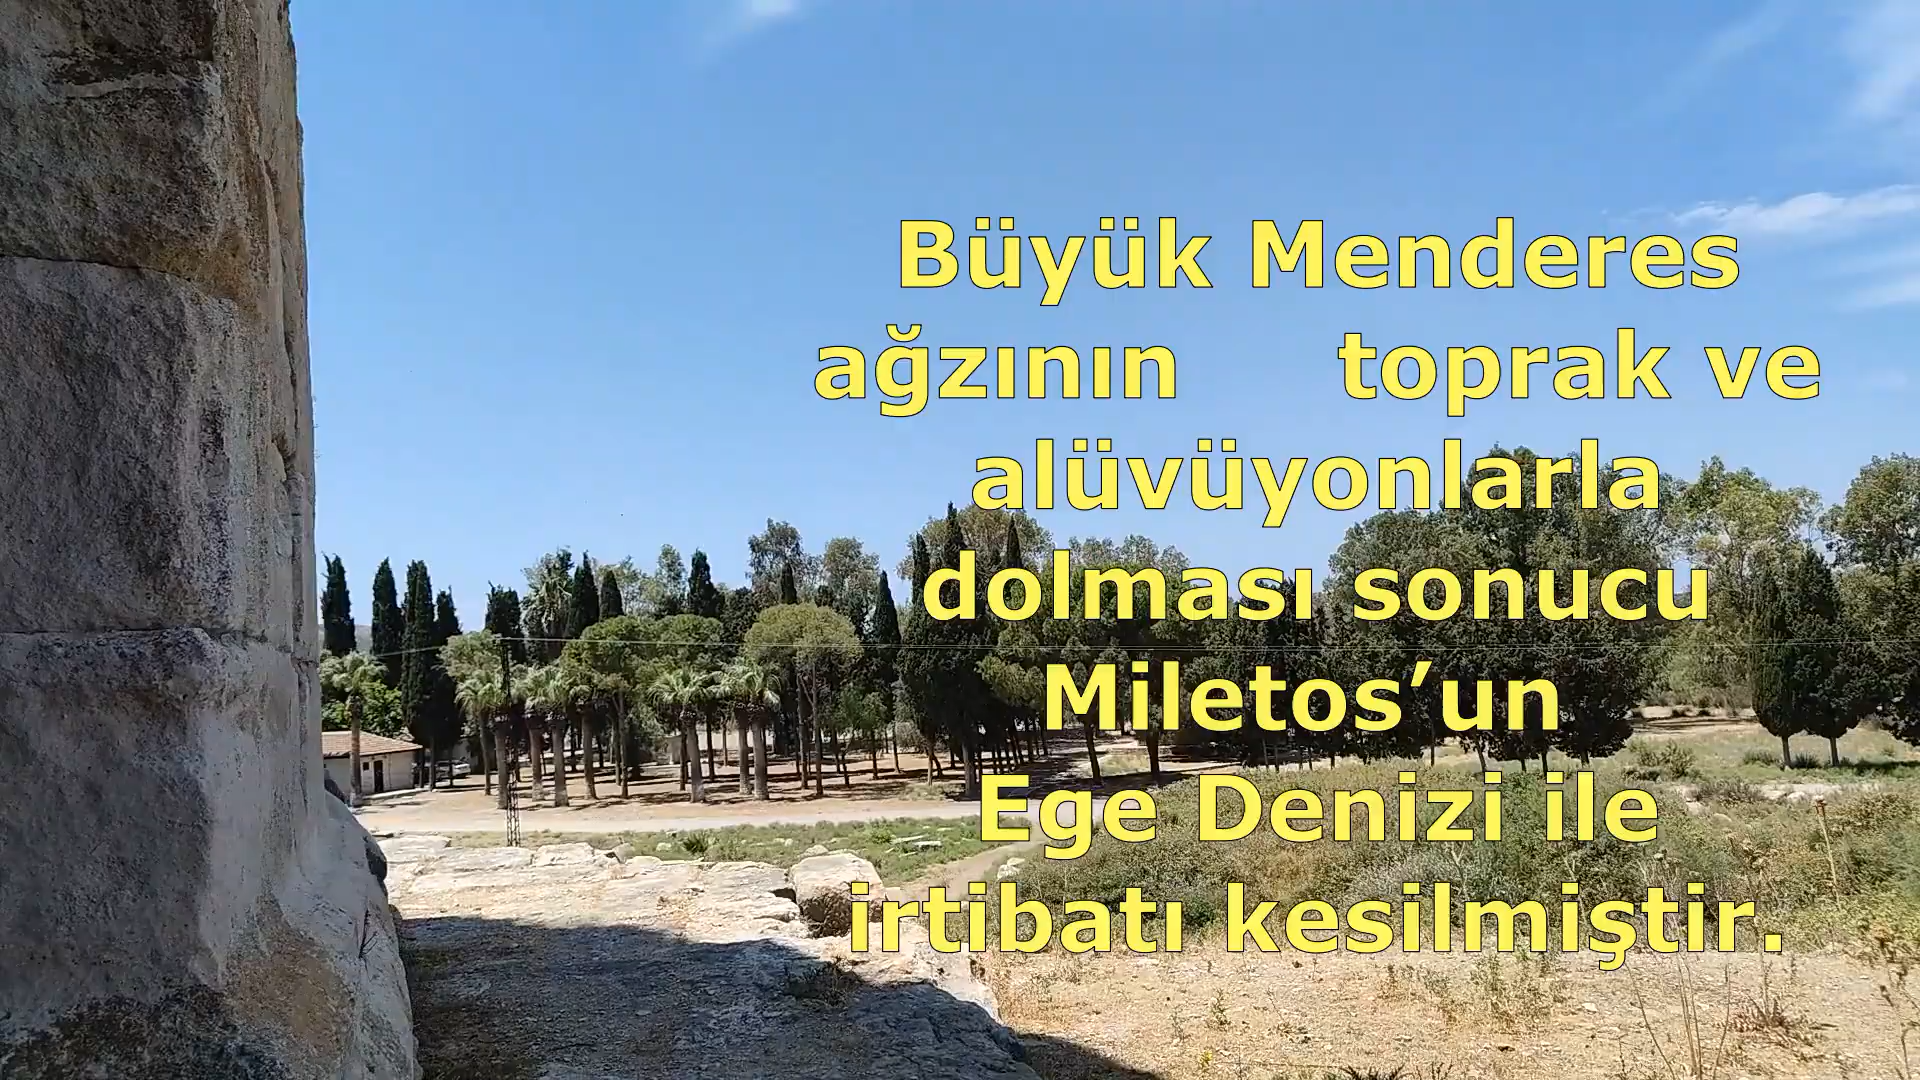 Büyük Menderes
ağzının toprak ve
alüvüyonlarla
dolması sonucu
Miletos’un
Ege Denizi ile
irtibatı kesilmiştir.